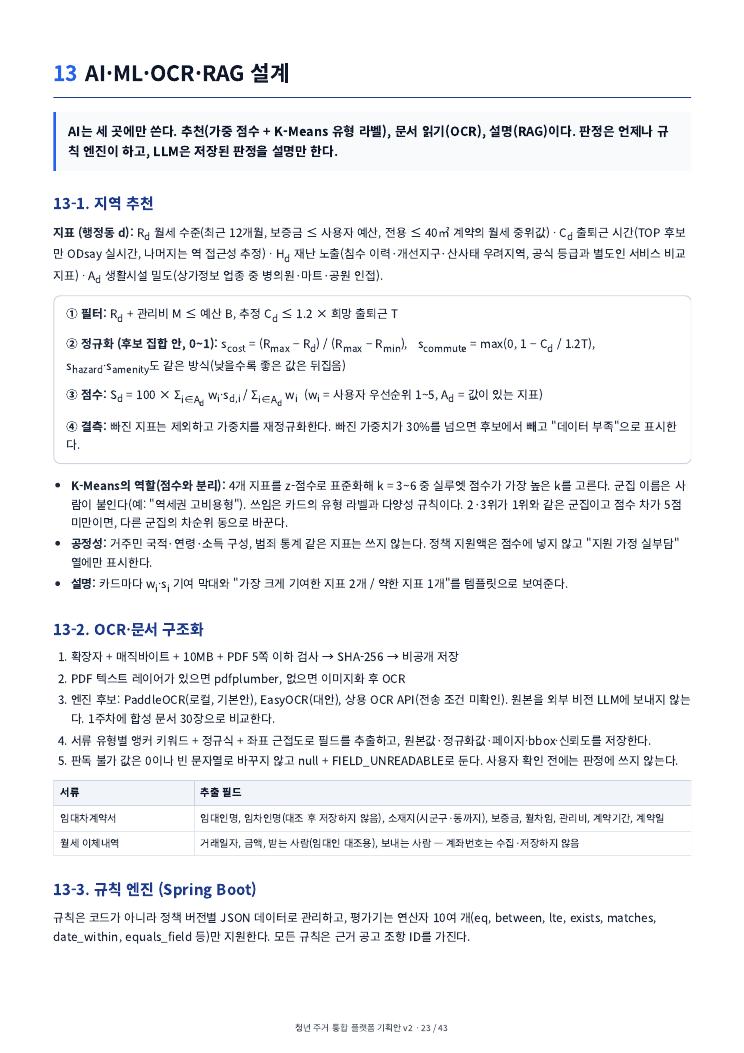 13 AI·ML·OCR·RAG 설계
AI는 세 곳에만 쓴다. 추천(가중 점수 + K-Means 유형 라벨), 문서 읽기(OCR), 설명(RAG)이다. 판정은 언제나 규
칙 엔진이 하고, LLM은 저장된 판정을 설명만 한다.
13-1. 지역 추천
지표 (행정동 d): Rd 월세 수준(최근 12개월, 보증금 ≤ 사용자 예산, 전용 ≤ 40㎡ 계약의 월세 중위값) · Cd 출퇴근 시간(TOP 후보
만 ODsay 실시간, 나머지는 역 접근성 추정) · Hd 재난 노출(침수 이력·개선지구·산사태 우려지역, 공식 등급과 별도인 서비스 비교
지표) · Ad 생활시설 밀도(상가정보 업종 중 병의원·마트·공원 인접).
① 필터: Rd + 관리비 M ≤ 예산 B, 추정 Cd ≤ 1.2 × 희망 출퇴근 T
② 정규화 (후보 집합 안, 0~1): scost = (Rmax − Rd) / (Rmax − Rmin), scommute = max(0, 1 − Cd / 1.2T),
shazard·samenity도 같은 방식(낮을수록 좋은 값은 뒤집음)
③ 점수: Sd = 100 × Σi∈Ad wi·sd,i / Σi∈Ad wi (wi = 사용자 우선순위 1~5, Ad = 값이 있는 지표)
④ 결측: 빠진 지표는 제외하고 가중치를 재정규화한다. 빠진 가중치가 30%를 넘으면 후보에서 빼고 "데이터 부족"으로 표시한
다.
• K-Means의 역할(점수와 분리): 4개 지표를 z-점수로 표준화해 k = 3~6 중 실루엣 점수가 가장 높은 k를 고른다. 군집 이름은 사
람이 붙인다(예: "역세권 고비용형"). 쓰임은 카드의 유형 라벨과 다양성 규칙이다. 2·3위가 1위와 같은 군집이고 점수 차가 5점
미만이면, 다른 군집의 차순위 동으로 바꾼다.
• 공정성: 거주민 국적·연령·소득 구성, 범죄 통계 같은 지표는 쓰지 않는다. 정책 지원액은 점수에 넣지 않고 "지원 가정 실부담"
열에만 표시한다.
• 설명: 카드마다 wi·si 기여 막대와 "가장 크게 기여한 지표 2개 / 약한 지표 1개"를 템플릿으로 보여준다.
13-2. OCR·문서 구조화
1. 확장자 + 매직바이트 + 10MB + PDF 5쪽 이하 검사 → SHA-256 → 비공개 저장
2. PDF 텍스트 레이어가 있으면 pdfplumber, 없으면 이미지화 후 OCR
3. 엔진 후보: PaddleOCR(로컬, 기본안), EasyOCR(대안), 상용 OCR API(전송 조건 미확인). 원본을 외부 비전 LLM에 보내지 않는
다. 1주차에 합성 문서 30장으로 비교한다.
4. 서류 유형별 앵커 키워드 + 정규식 + 좌표 근접도로 필드를 추출하고, 원본값·정규화값·페이지·bbox·신뢰도를 저장한다.
5. 판독 불가 값은 0이나 빈 문자열로 바꾸지 않고 null + FIELD_UNREADABLE로 둔다. 사용자 확인 전에는 판정에 쓰지 않는다.
서류 추출 필드
임대차계약서 임대인명, 임차인명(대조 후 저장하지 않음), 소재지(시군구·동까지), 보증금, 월차임, 관리비, 계약기간, 계약일
월세 이체내역 거래일자, 금액, 받는 사람(임대인 대조용), 보내는 사람 — 계좌번호는 수집·저장하지 않음
13-3. 규칙 엔진 (Spring Boot)
규칙은 코드가 아니라 정책 버전별 JSON 데이터로 관리하고, 평가기는 연산자 10여 개(eq, between, lte, exists, matches,
date_within, equals_field 등)만 지원한다. 모든 규칙은 근거 공고 조항 ID를 가진다.
청년 주거 통합 플랫폼 기획안 v2 · 23 / 43